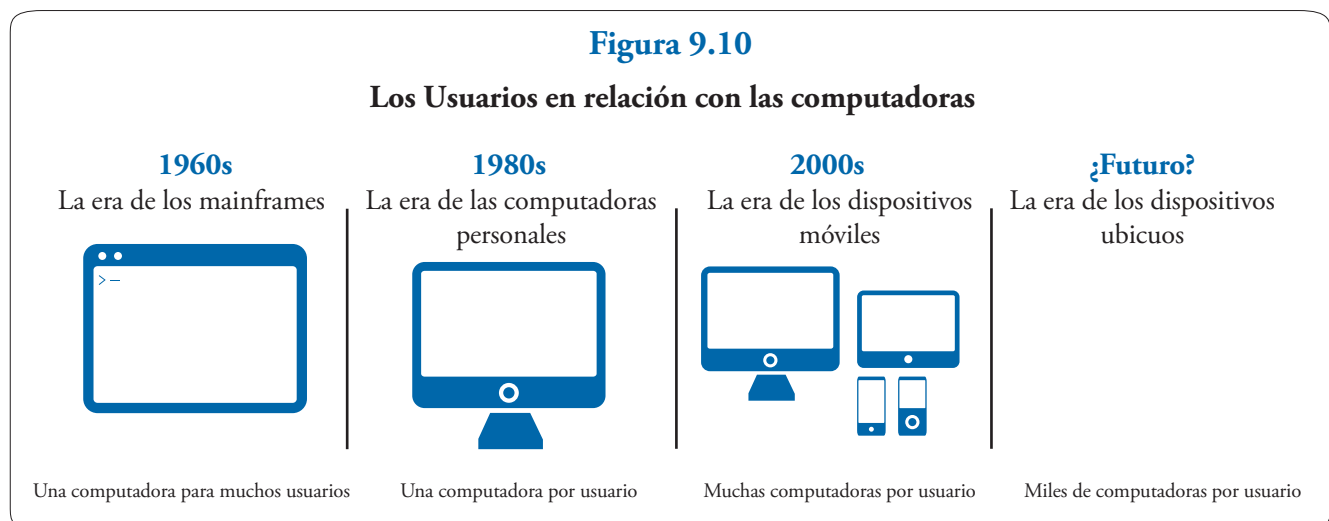 Figura 9.10
Los Usuarios en relación con las computadoras
1960s
La era de los mainframes
>–
Una computadora para muchos usuarios
1980s
La era de las computadoras
personales
Una computadora por usuario
2000s
La era de los dispositivos
móviles
Muchas computadoras por usuario
¿Futuro?
La era de los dispositivos
ubicuos
Miles de computadoras por usuario